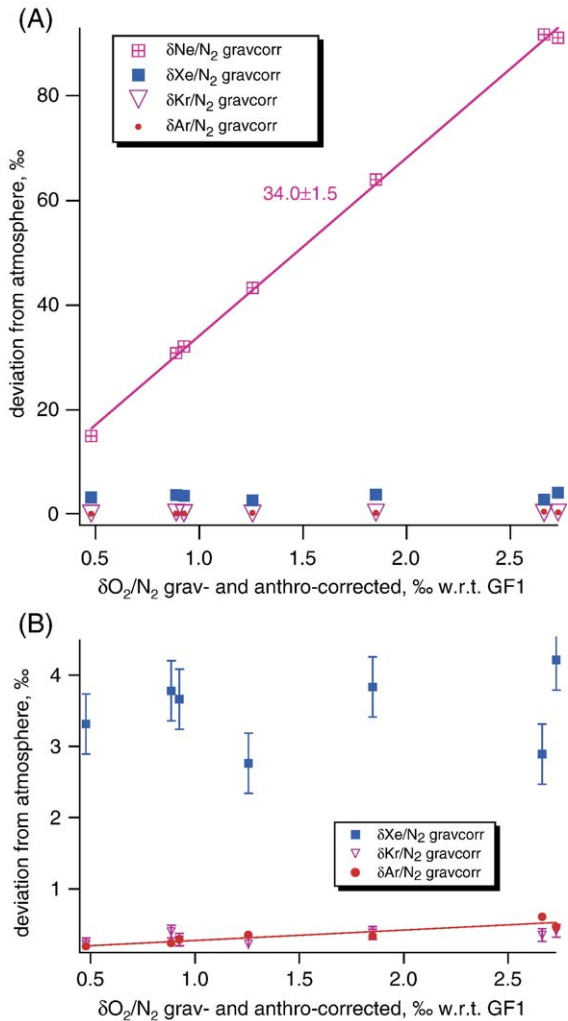 (A)
δNe/N₂ gravcorr
δXe/N₂ gravcorr
δKr/N₂ gravcorr
δAr/N₂ gravcorr
deviation from atmosphere, ‰
80
60
40
20
0
34.0±1.5
0.5 1.0 1.5 2.0 2.5
δO₂/N₂ grav- and anthro-corrected, ‰ w.r.t. GF1
(B)
deviation from atmosphere, ‰
4
3
2
1
δXe/N₂ gravcorr
δKr/N₂ gravcorr
δAr/N₂ gravcorr
0.5 1.0 1.5 2.0 2.5
δO₂/N₂ grav- and anthro-corrected, ‰ w.r.t. GF1